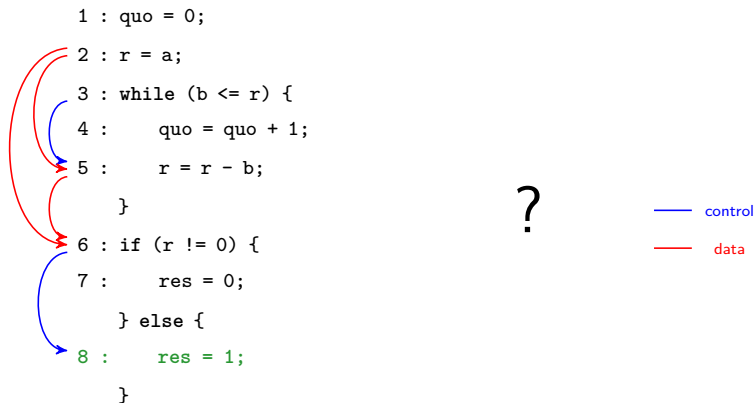 1 : quo = 0;
2 : r = a;
3 : while (b <= r) {
4 :     quo = quo + 1;
5 :     r = r - b;
}
6 : if (r != 0) {
7 :     res = 0;
} else {
8 :     res = 1;
}
?
control
data